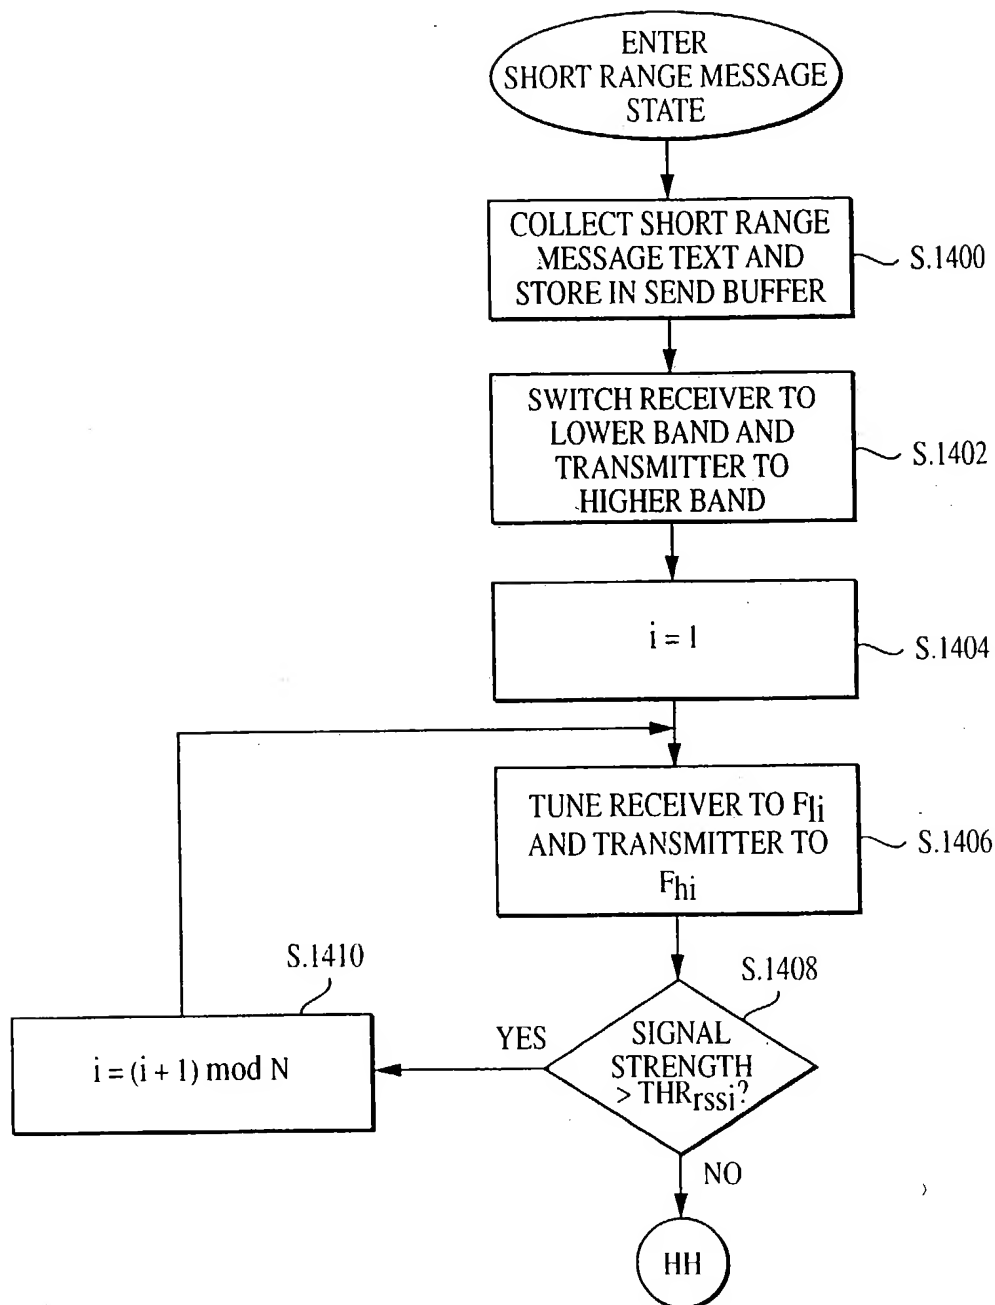 ENTER
SHORT RANGE MESSAGE
STATE
COLLECT SHORT RANGE
MESSAGE TEXT AND
STORE IN SEND BUFFER
S.1400
SWITCH RECEIVER TO
LOWER BAND AND
TRANSMITTER TO
HIGHER BAND
S.1402
i = 1
S.1404
TUNE RECEIVER TO Fli
AND TRANSMITTER TO
Fhi
S.1406
S.1410
i = (i + 1) mod N
YES
S.1408
SIGNAL
STRENGTH
> THRrssi?
NO
HH